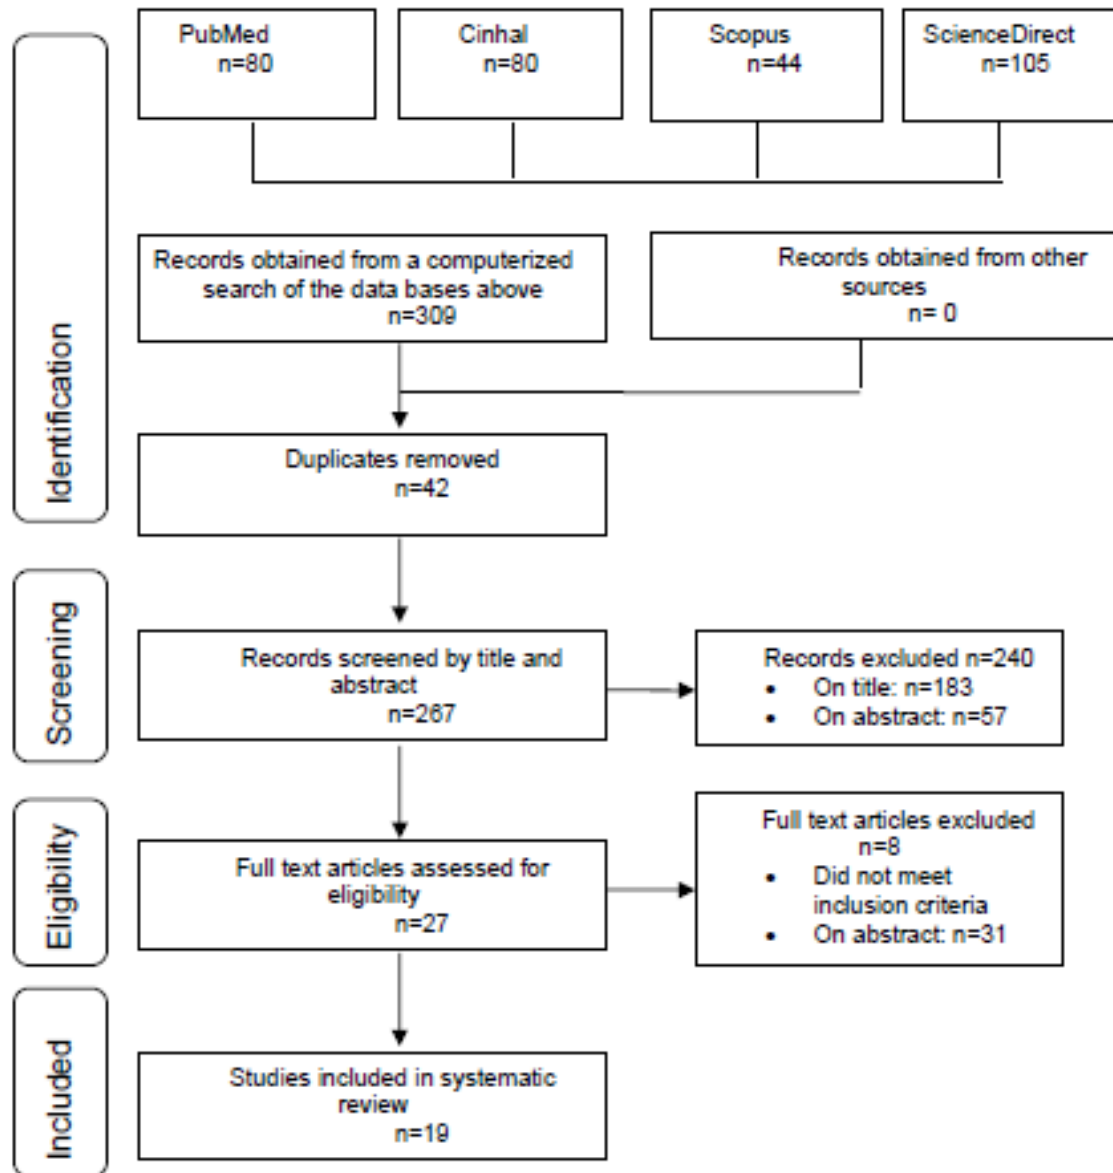 PubMed
n=80
Cinhal
n=80
Scopus
n=44
ScienceDirect
n=105
Identification
Records obtained from a computerized
search of the data bases above
n=309
Records obtained from other
sources
n= 0
Duplicates removed
n=42
Screening
Records screened by title and
abstract
n=267
Records excluded n=240
• On title: n=183
• On abstract: n=57
Eligibility
Full text articles assessed for
eligibility
n=27
Full text articles excluded
n=8
• Did not meet
inclusion criteria
• On abstract: n=31
Included
Studies included in systematic
review
n=19